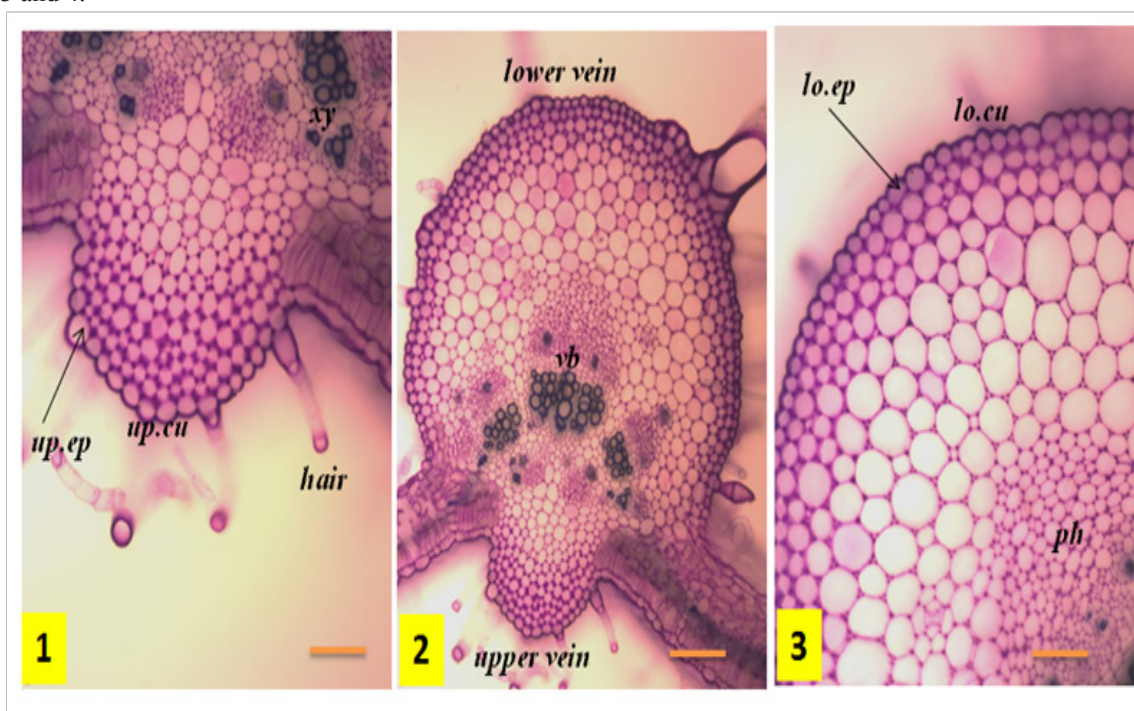 3 and 4.
xy
up.ep
up.cu
hair
1
lower vein
vb
upper vein
2
lo.ep
lo.cu
ph
3